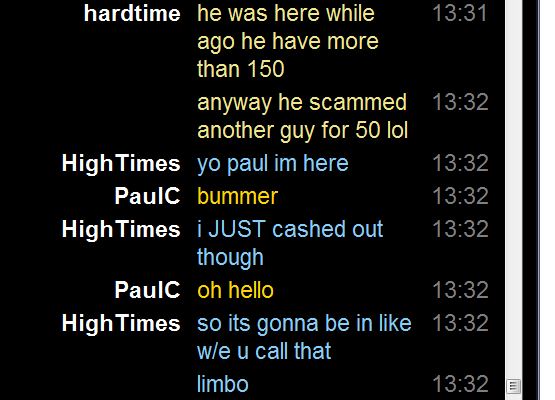 hardtime he was here while 13:31
ago he have more
than 150
anyway he scammed 13:32
another guy for 50 lol
HighTimes yo paul im here 13:32
PaulC bummer 13:32
HighTimes i JUST cashed out 13:32
though
PaulC oh hello 13:32
HighTimes so its gonna be in like 13:32
w/e u call that
limbo 13:32